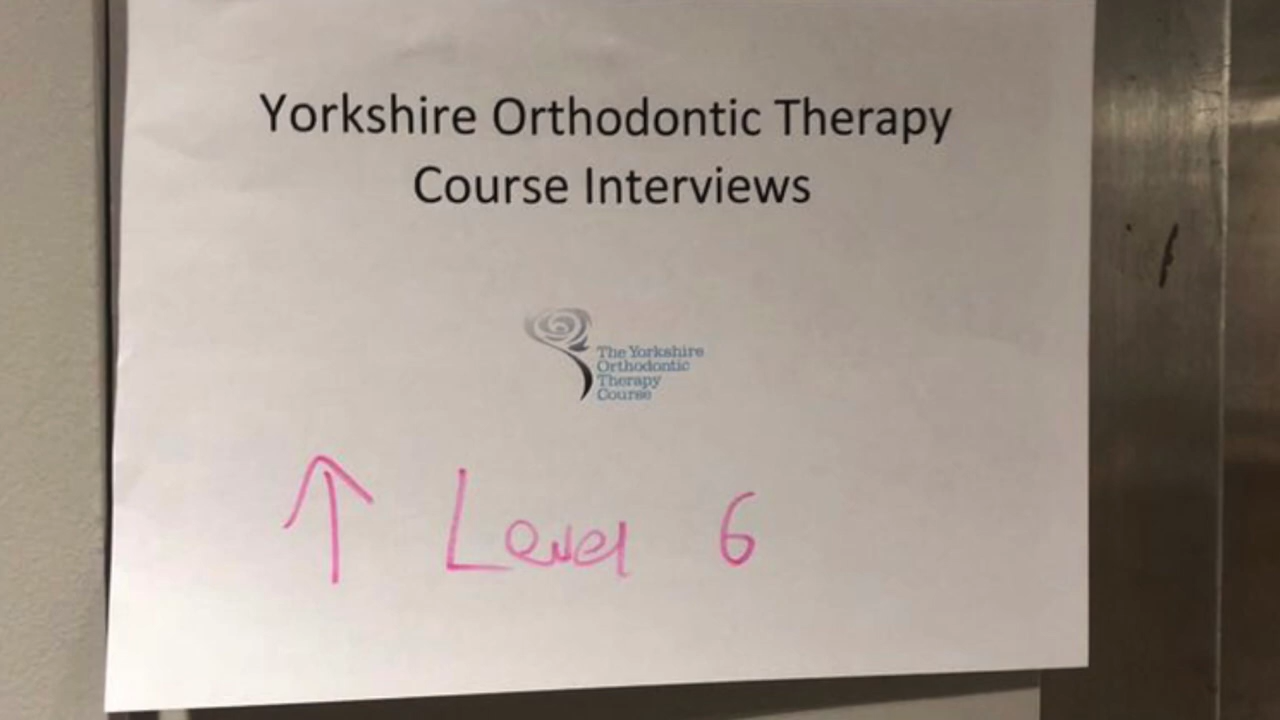 Yorkshire Orthodontic Therapy
Course Interviews
The Yorkshire
Orthodontic
Therapy
Course
↑ Level 6